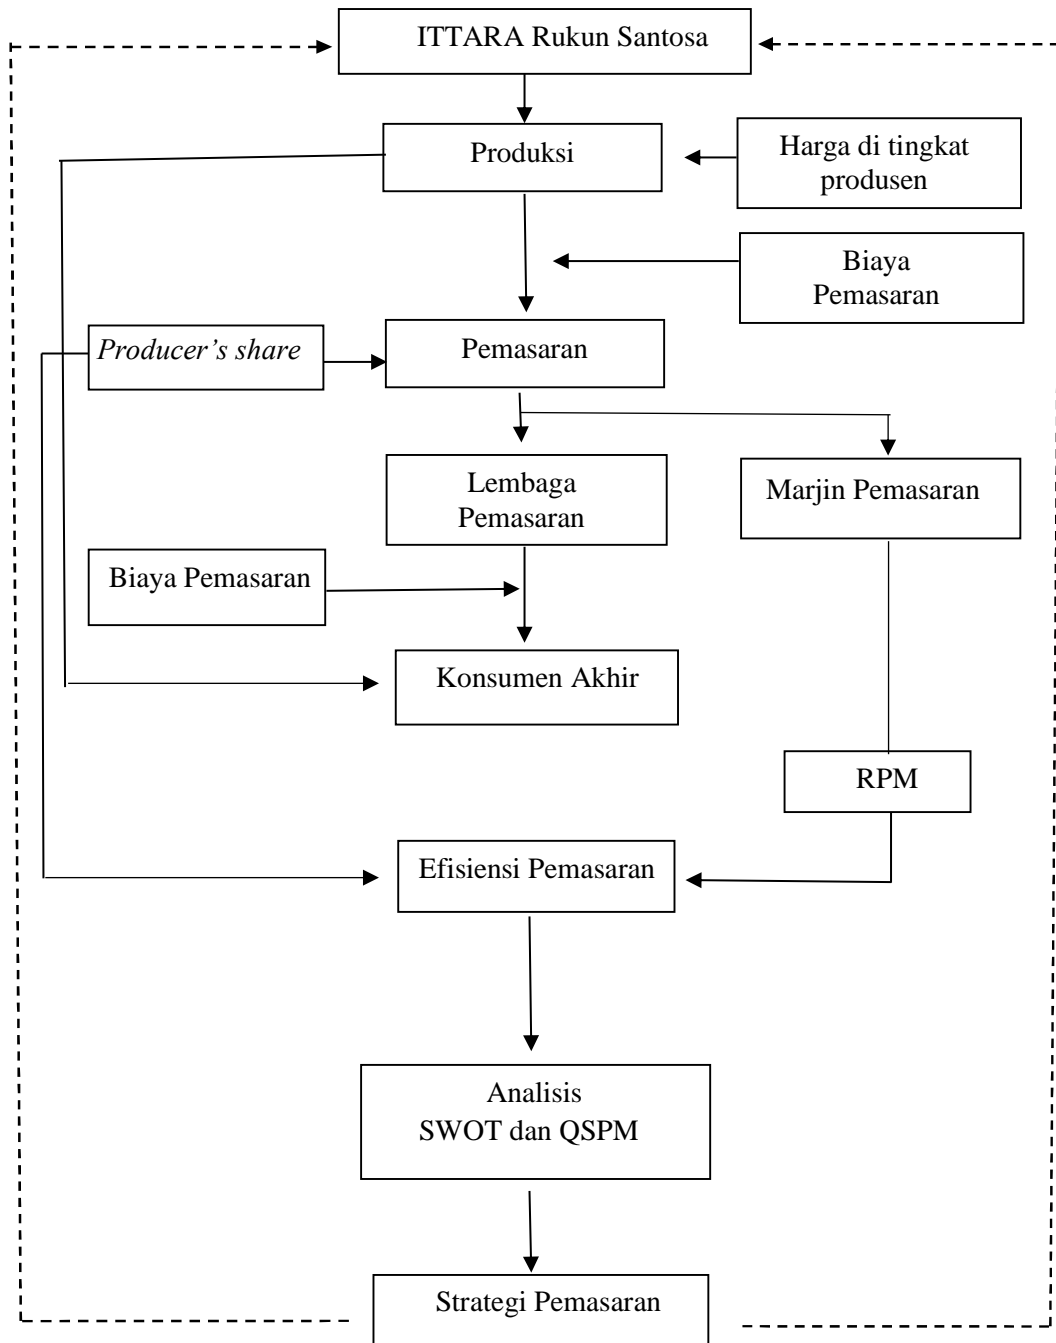 ITTARA Rukun Santosa
Produksi
Harga di tingkat
produsen
Biaya
Pemasaran
Producer’s share
Pemasaran
Lembaga
Pemasaran
Marjin Pemasaran
Biaya Pemasaran
Konsumen Akhir
RPM
Efisiensi Pemasaran
Analisis
SWOT dan QSPM
Strategi Pemasaran